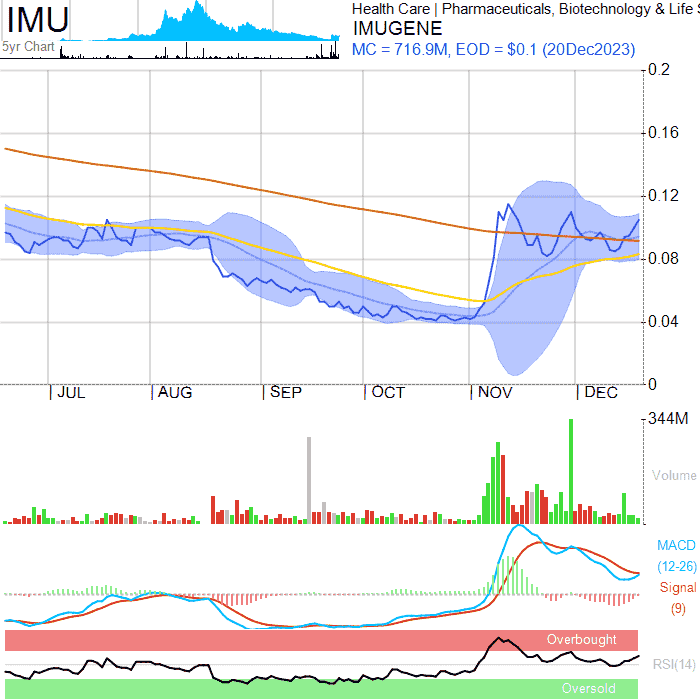 IMU
5yr Chart
Health Care | Pharmaceuticals, Biotechnology & Life S
IMUGENE
MC = 716.9M, EOD = $0.1 (20Dec2023)
0.2
0.16
0.12
0.08
0.04
0
JUL AUG SEP OCT NOV DEC
344M
Volume
MACD
(12-26)
Signal
(9)
Overbought
RSI(14)
Oversold